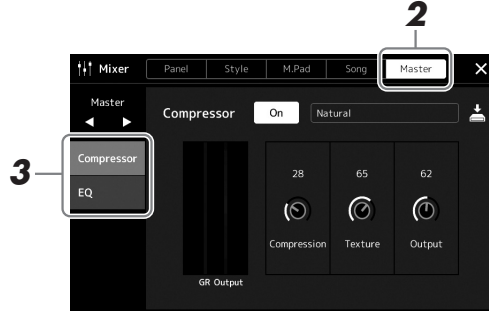 2
Mixer Panel Style M.Pad Song Master ×
Master
Compressor On Natural
3
Compressor
EQ
28 65 62
Compression Texture Output
GR Output